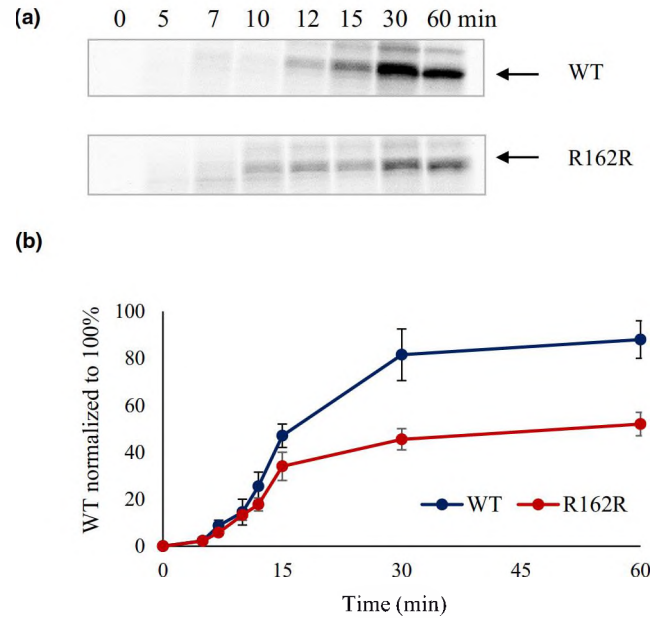 (a)
0 5 7 10 12 15 30 60 min
WT
R162R
(b)
WT normalized to 100%
100
80
60
40
20
0
WT R162R
0 15 30 45 60
Time (min)